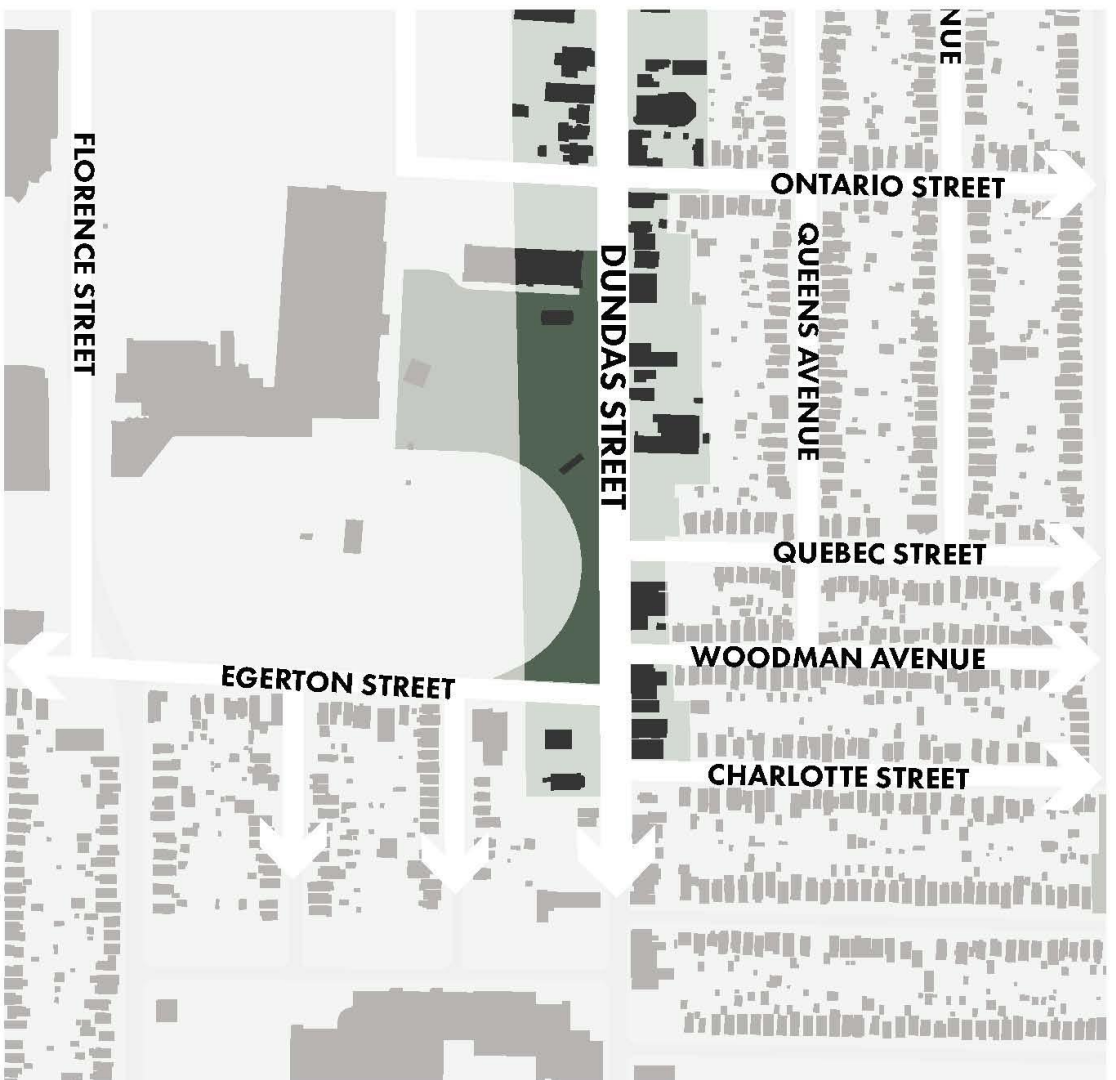 NUE
FLORENCE STREET
ONTARIO STREET
QUEENS AVENUE
DUNDAS STREET
QUEBEC STREET
WOODMAN AVENUE
EGERTON STREET
CHARLOTTE STREET